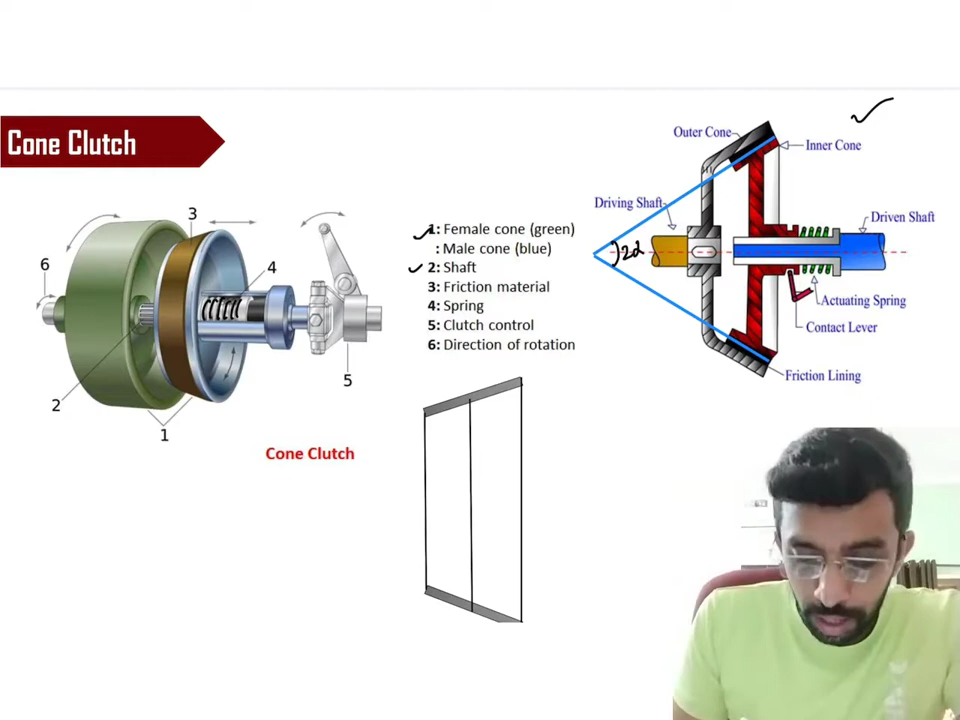 Cone Clutch
3
4
6
2
1
5
Cone Clutch
1: Female cone (green)
: Male cone (blue)
2: Shaft
3: Friction material
4: Spring
5: Clutch control
6: Direction of rotation
Outer Cone
Inner Cone
Driving Shaft
Driven Shaft
2α
Actuating Spring
Contact Lever
Friction Lining